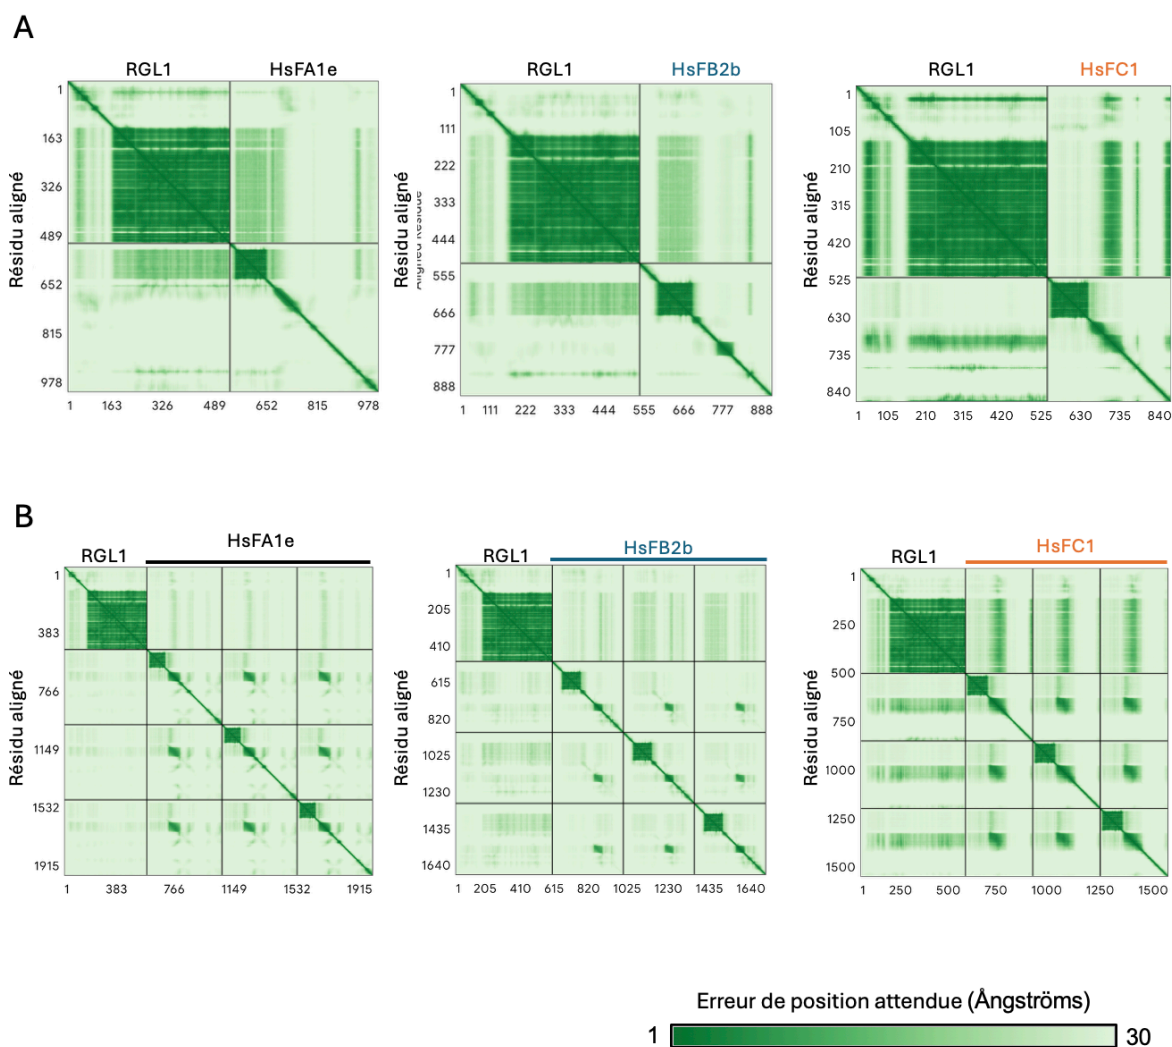 A
RGL1 HsFA1e
Résidu aligné
1
163
326
489
652
815
978
1 163 326 489 652 815 978
RGL1 HsFB2b
Résidu aligné
Aligned Residue
1
111
222
333
444
555
666
777
888
1 111 222 333 444 555 666 777 888
RGL1 HsFC1
Résidu aligné
1
105
210
315
420
525
630
735
840
1 105 210 315 420 525 630 735 840
B
RGL1 HsFA1e
Résidu aligné
1
383
766
1149
1532
1915
1 383 766 1149 1532 1915
RGL1 HsFB2b
Résidu aligné
1
205
410
615
820
1025
1230
1435
1640
1 205 410 615 820 1025 1230 1435 1640
RGL1 HsFC1
Résidu aligné
1
250
500
750
1000
1250
1500
1 250 500 750 1000 1250 1500
Erreur de position attendue (Ångströms)
1 30